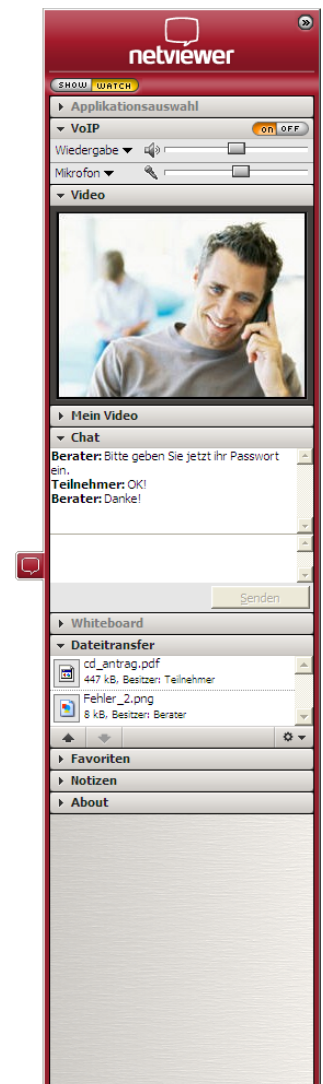 netviewer
SHOW WATCH
Applikationsauswahl
VoIP on OFF
Wiedergabe
Mikrofon
Video
Mein Video
Chat
Berater: Bitte geben Sie jetzt ihr Passwort
ein.
Teilnehmer: OK!
Berater: Danke!
Senden
Whiteboard
Dateitransfer
cd_antrag.pdf
447 kB, Besitzer: Teilnehmer
Fehler_2.png
8 kB, Besitzer: Berater
Favoriten
Notizen
About